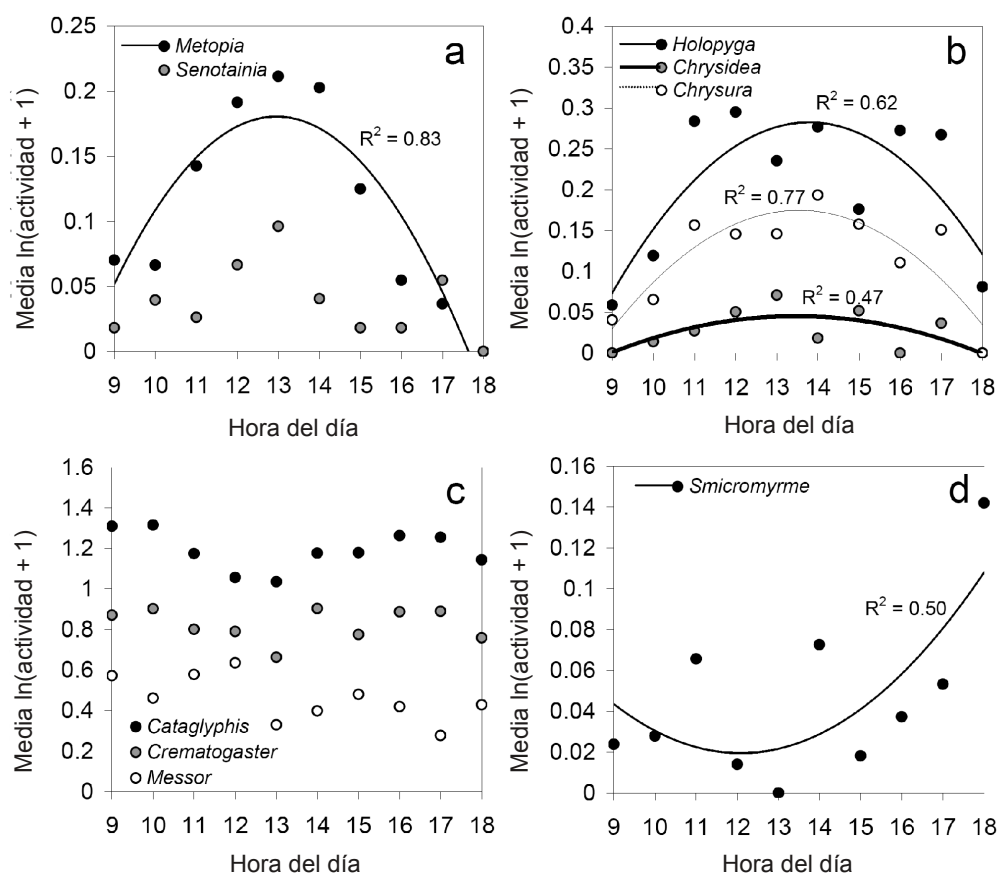 a
Metopia
Senotainia
R² = 0.83
Media ln(actividad + 1)
0.25
0.2
0.15
0.1
0.05
0
9 10 11 12 13 14 15 16 17 18
Hora del día
b
Holopyga
Chrysidea
Chrysura
R² = 0.62
R² = 0.77
R² = 0.47
Media ln(actividad + 1)
0.4
0.35
0.3
0.25
0.2
0.15
0.1
0.05
0
9 10 11 12 13 14 15 16 17 18
Hora del día
c
Cataglyphis
Crematogaster
Messor
Media ln(actividad + 1)
1.6
1.4
1.2
1
0.8
0.6
0.4
0.2
0
9 10 11 12 13 14 15 16 17 18
Hora del día
d
Smicromyrme
R² = 0.50
Media ln(actividad + 1)
0.16
0.14
0.12
0.1
0.08
0.06
0.04
0.02
0
9 10 11 12 13 14 15 16 17 18
Hora del día